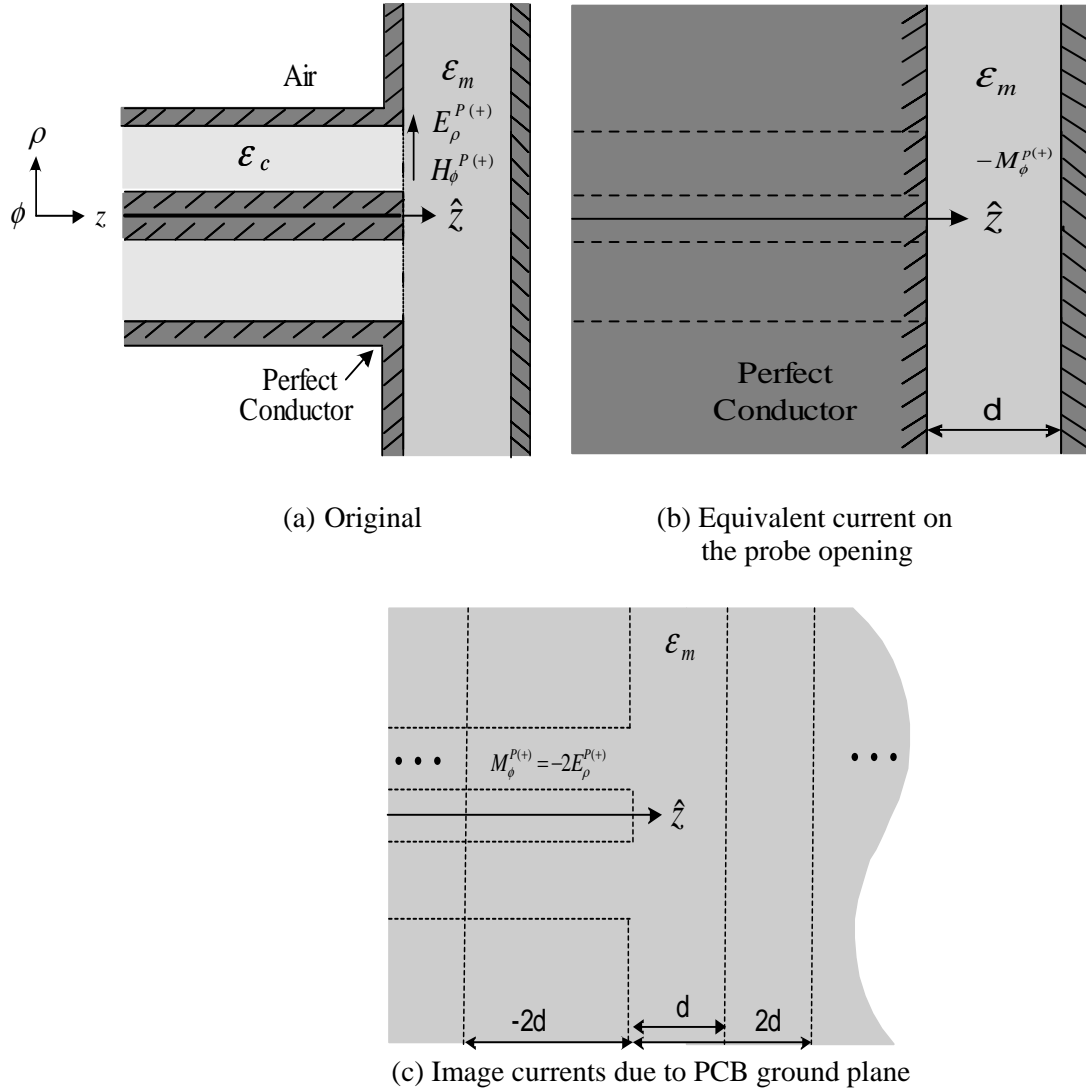 Air
ε_m
E_ρ^{P(+)}
H_ϕ^{P(+)}
ρ
ε_c
ϕ
z
ẑ
Perfect
Conductor
(a) Original
ε_m
-M_ϕ^{p(+)}
ẑ
Perfect
Conductor
d
(b) Equivalent current on
the probe opening
ε_m
M_ϕ^{P(+)} = -2E_ρ^{P(+)}
ẑ
-2d
d
2d
(c) Image currents due to PCB ground plane